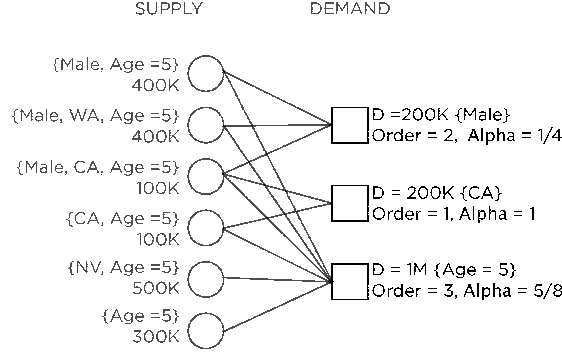 SUPPLY
DEMAND
{Male, Age =5}
400K
{Male, WA, Age =5}
400K
{Male, CA, Age =5}
100K
{CA, Age =5}
100K
{NV, Age =5}
500K
{Age =5}
300K
D =200K {Male}
Order = 2, Alpha = 1/4
D = 200K {CA}
Order = 1, Alpha = 1
D = 1M {Age = 5}
Order = 3, Alpha = 5/8